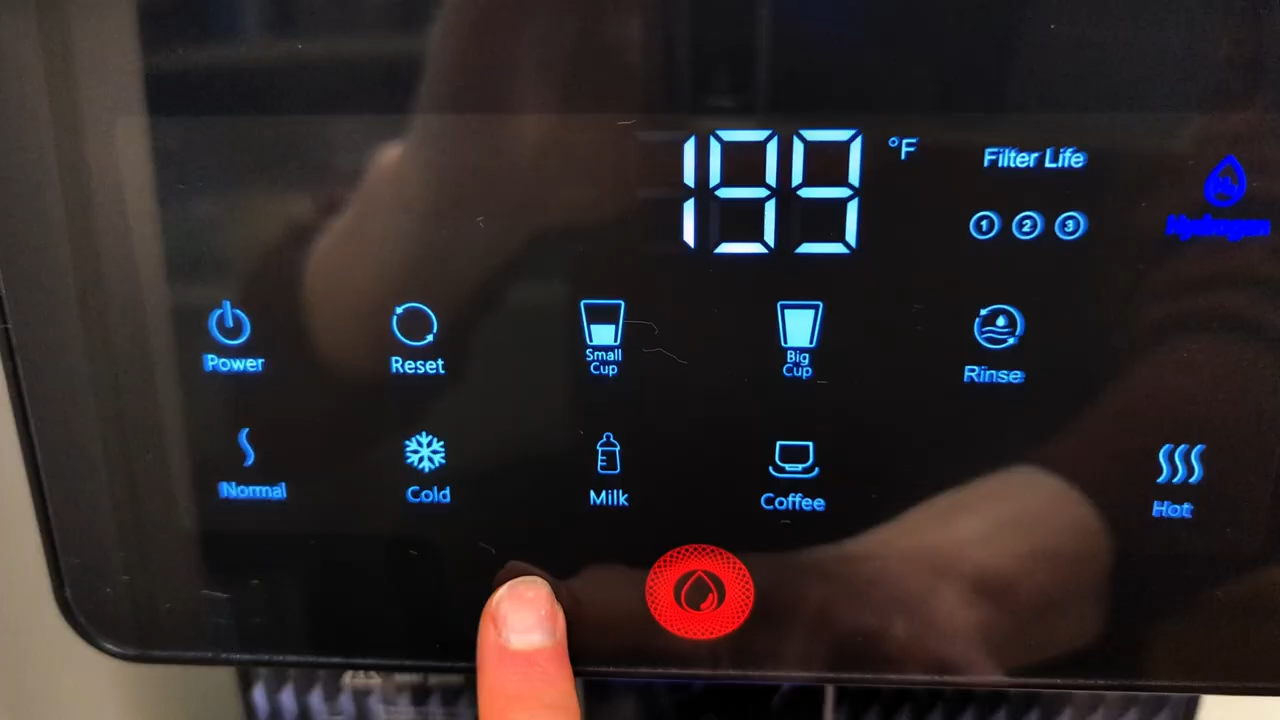 199 °F
Filter Life
1 2 3
Hydrogen
Power
Reset
Small
Cup
Big
Cup
Rinse
Normal
Cold
Milk
Coffee
Hot